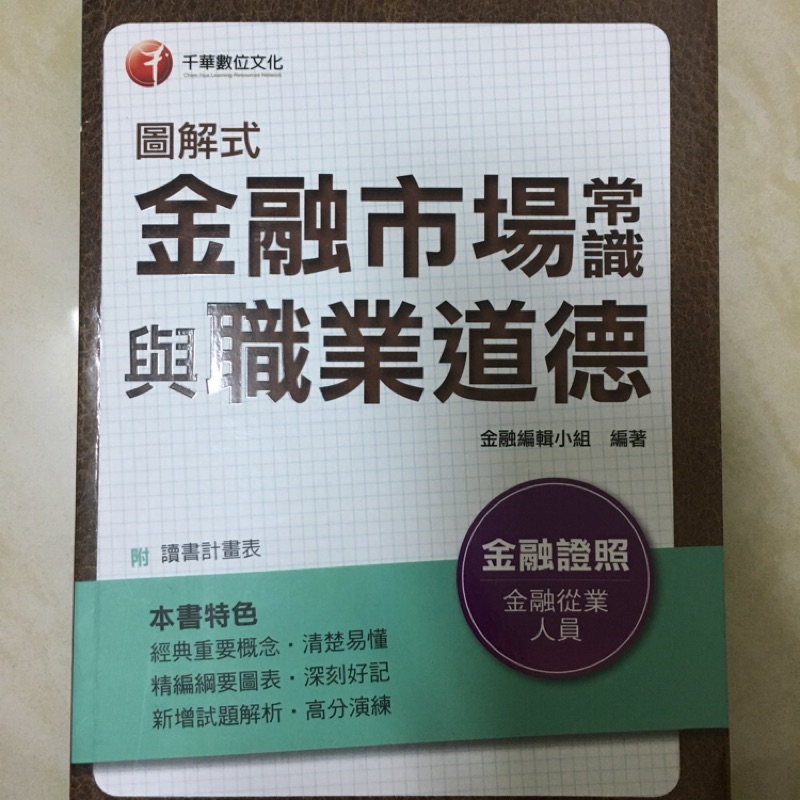 千華數位文化
Chien Hua Learning Resources Network
圖解式
金融市場常識
與職業道德
金融編輯小組 編著
附 讀書計畫表
金融證照
金融從業
人員
本書特色
經典重要概念・清楚易懂
精編綱要圖表・深刻好記
新增試題解析・高分演練